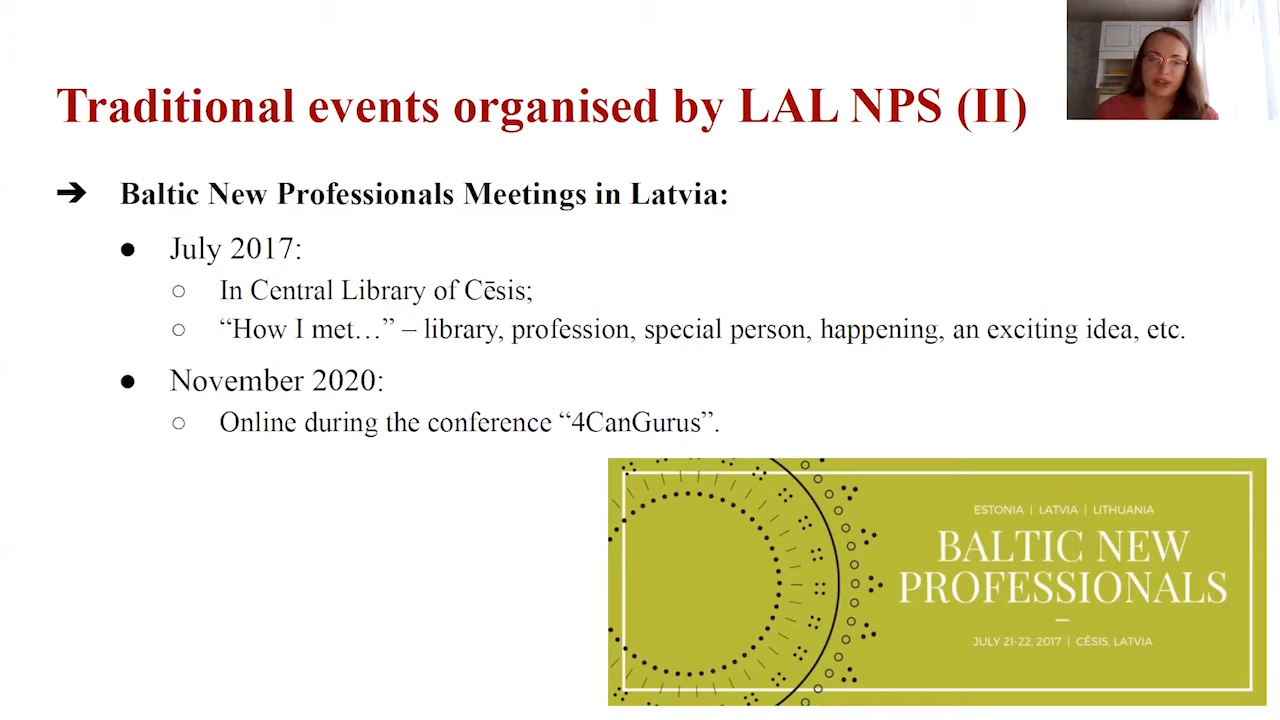 Traditional events organised by LAL NPS (II)
➔ Baltic New Professionals Meetings in Latvia:
● July 2017:
○ In Central Library of Cēsis;
○ “How I met…” – library, profession, special person, happening, an exciting idea, etc.
● November 2020:
○ Online during the conference “4CanGurus”.
ESTONIA | LATVIA | LITHUANIA
BALTIC NEW
PROFESSIONALS
JULY 21-22, 2017 | CĒSIS, LATVIA